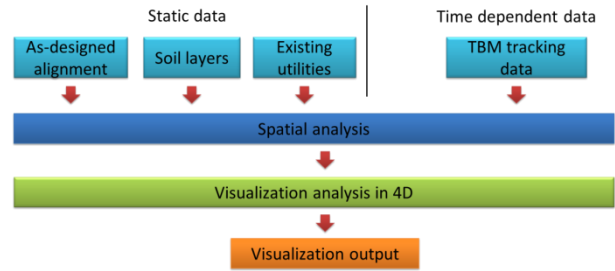 Static data
Time dependent data
As-designed
alignment
Soil layers
Existing
utilities
TBM tracking
data
Spatial analysis
Visualization analysis in 4D
Visualization output